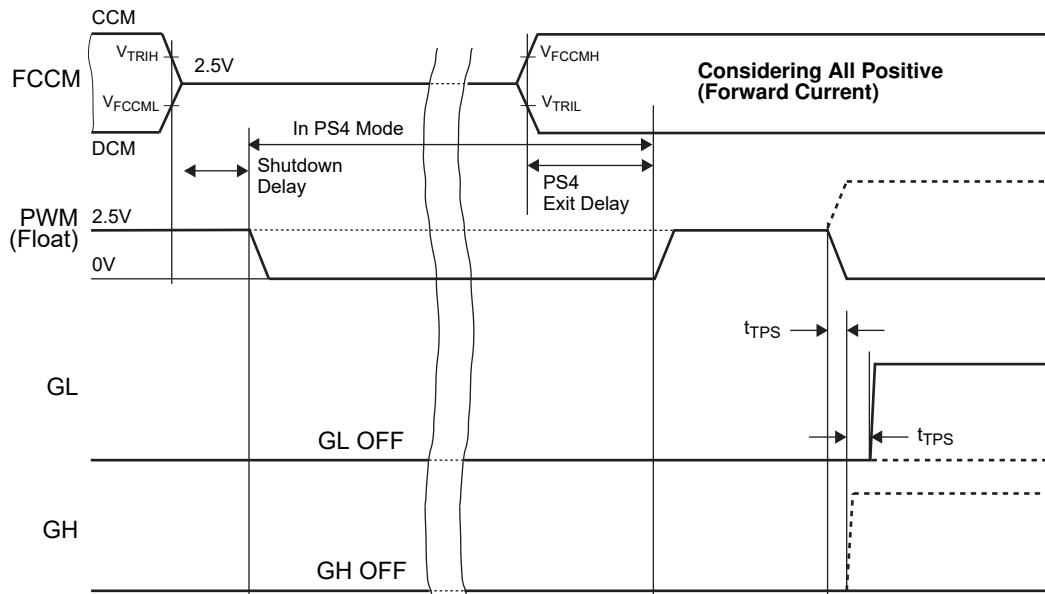 CCM
VTRIH
2.5V
VFCCMH
FCCM
Considering All Positive
(Forward Current)
VFCCML
VTRIL
DCM
In PS4 Mode
Shutdown
Delay
PS4
Exit Delay
PWM
(Float)
2.5V
0V
tTPS
GL
GL OFF
tTPS
GH
GH OFF